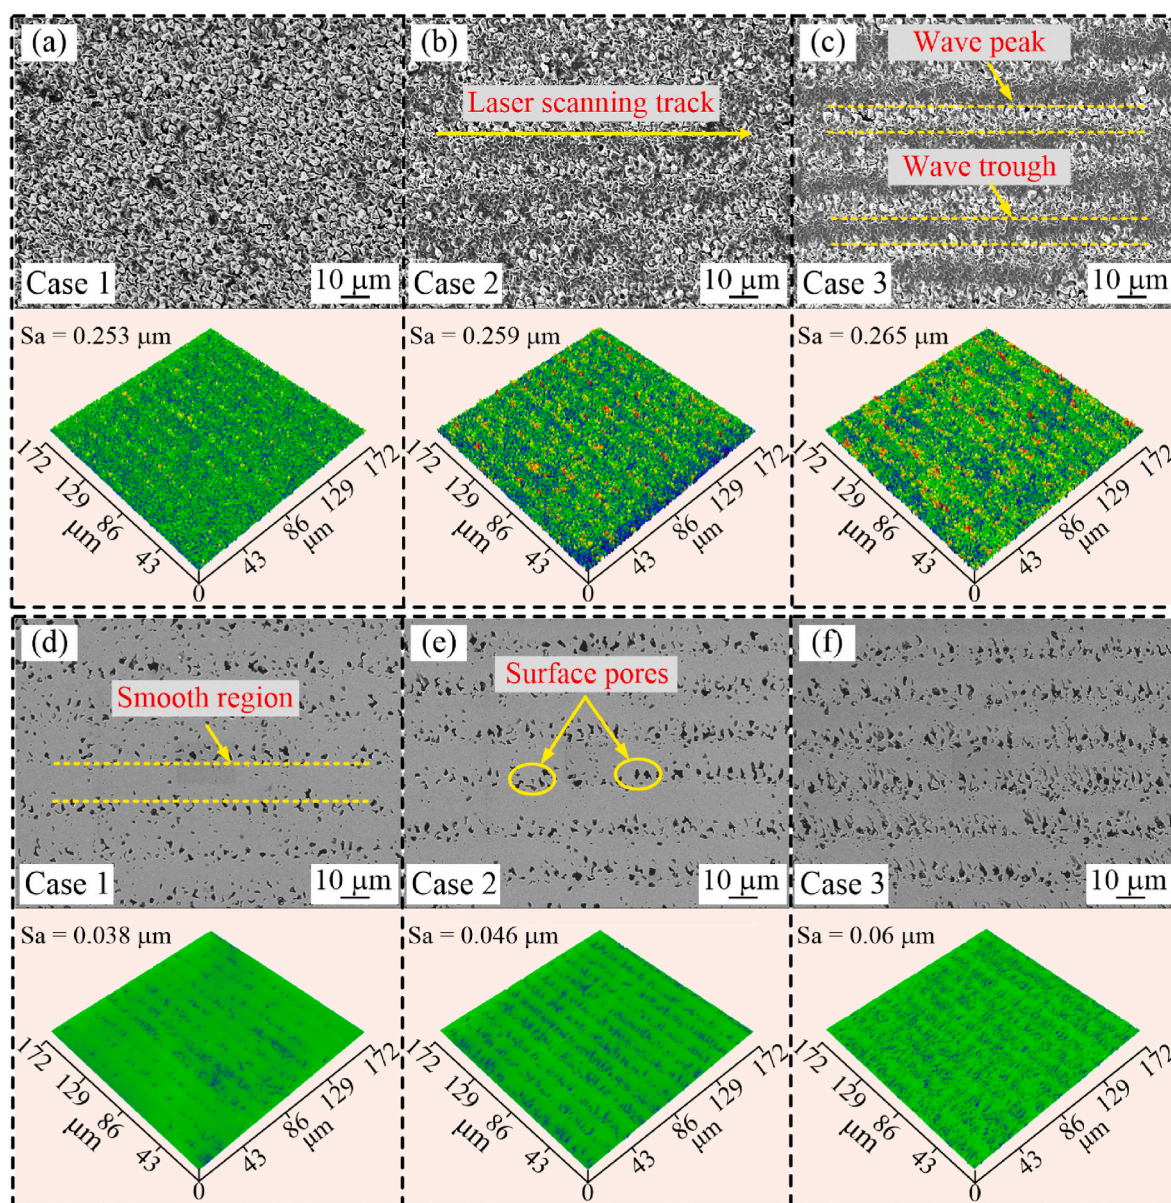 (a)
Case 1
10 μm
(b)
Laser scanning track
Case 2
10 μm
(c)
Wave peak
Wave trough
Case 3
10 μm
Sa = 0.253 μm
172
129
86
43
μm
0
43
86
129
172
μm
Sa = 0.259 μm
172
129
86
43
μm
0
43
86
129
172
μm
Sa = 0.265 μm
172
129
86
43
μm
0
43
86
129
172
μm
(d)
Smooth region
Case 1
10 μm
(e)
Surface pores
Case 2
10 μm
(f)
Case 3
10 μm
Sa = 0.038 μm
172
129
86
43
μm
0
43
86
129
172
μm
Sa = 0.046 μm
172
129
86
43
μm
0
43
86
129
172
μm
Sa = 0.06 μm
172
129
86
43
μm
0
43
86
129
172
μm